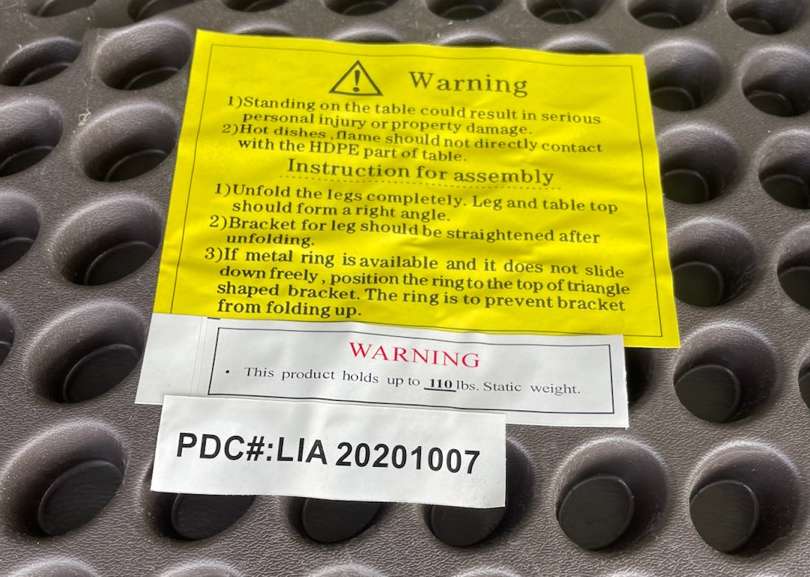 Warning
1)Standing on the table could result in serious
personal injury or property damage.
2)Hot dishes ,flame should not directly contact
with the HDPE part of table.
Instruction for assembly
1)Unfold the legs completely. Leg and table top
should form a right angle.
2)Bracket for leg should be straightened after
unfolding.
3)If metal ring is available and it does not slide
down freely , position the ring to the top of triangle
shaped bracket. The ring is to prevent bracket
from folding up.
WARNING
• This product holds up to 110 lbs. Static weight.
PDC#:LIA 20201007